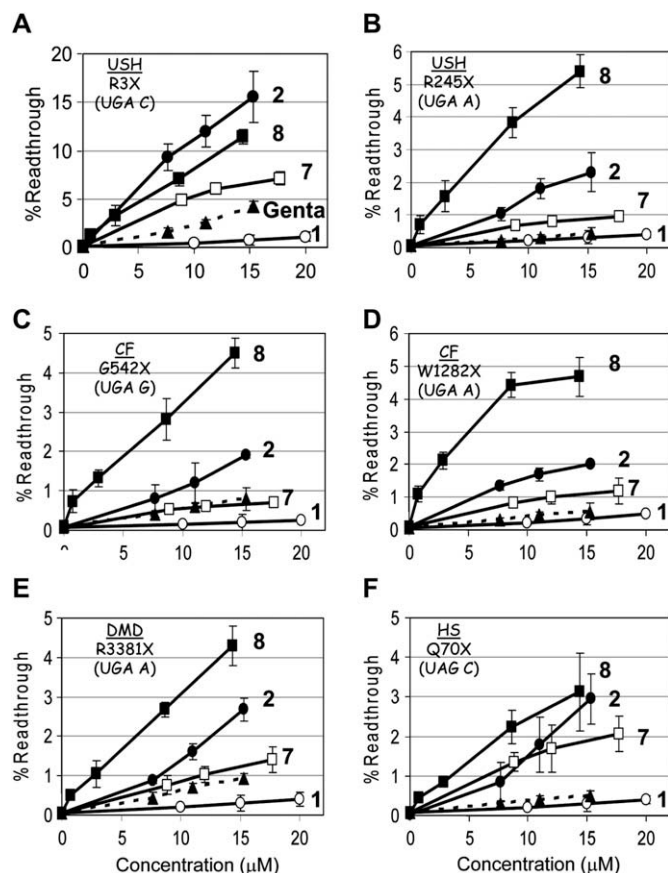 A
USH
R3X
(UGA C)
%Readthrough
20
15
10
5
0
2
8
7
Genta
1
0
5
10
15
20
B
USH
R245X
(UGA A)
% Readthrough
6
5
4
3
2
1
0
8
2
7
1
0
5
10
15
20
C
CF
G542X
(UGA G)
% Readthrough
5
4
3
2
1
0
8
2
7
1
0
5
10
15
20
D
CF
W1282X
(UGA A)
% Readthrough
6
5
4
3
2
1
0
8
2
7
1
0
5
10
15
20
E
DMD
R3381X
(UGA A)
% Readthrough
5
4
3
2
1
0
8
2
7
1
0
5
10
15
20
Concentration (μM)
F
HS
Q70X
(UAG C)
% Readthrough
5
4
3
2
1
0
8
2
7
1
0
5
10
15
20
Concentration (μM)